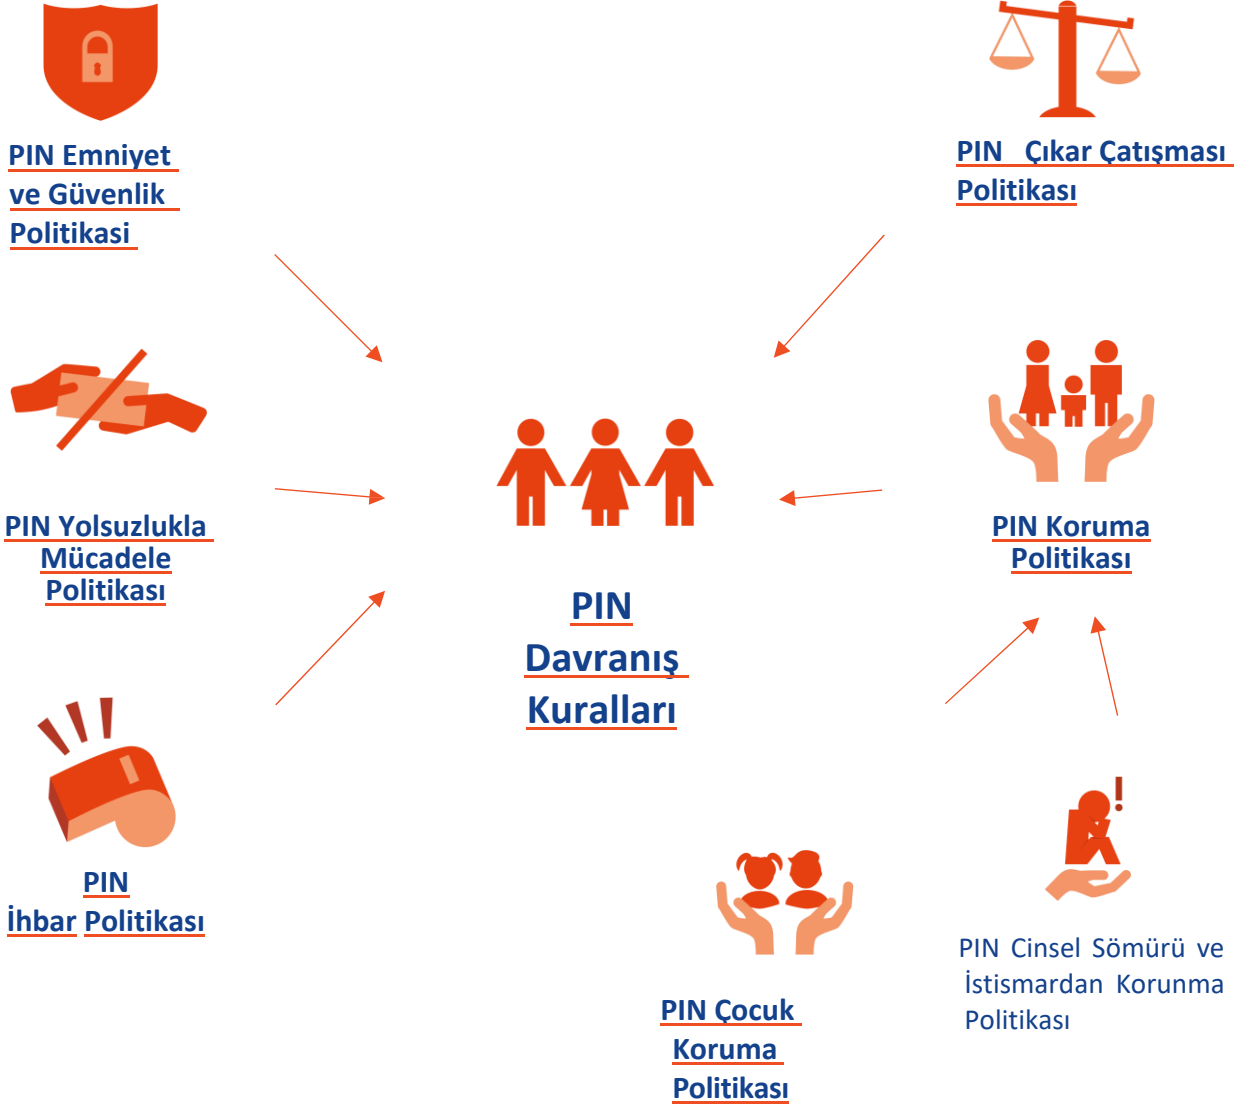 PIN Emniyet
ve Güvenlik
Politikasi
PIN Çıkar Çatışması
Politikası
PIN Yolsuzlukla
Mücadele
Politikası
PIN
Davranış
Kuralları
PIN Koruma
Politikası
PIN
İhbar Politikası
PIN Çocuk
Koruma
Politikası
PIN Cinsel Sömürü ve
İstismardan Korunma
Politikası